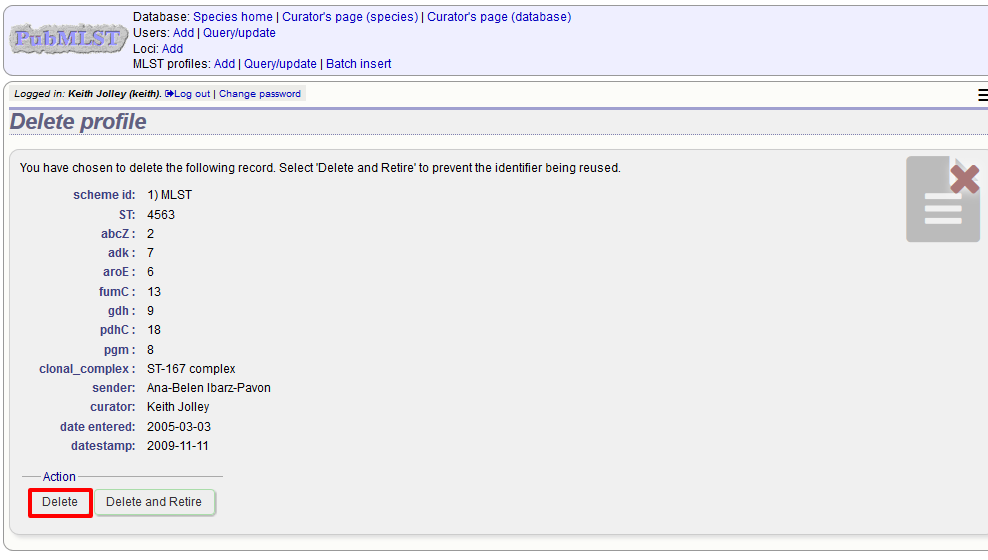 PubMLST
Database: Species home | Curator's page (species) | Curator's page (database)
Users: Add | Query/update
Loci: Add
MLST profiles: Add | Query/update | Batch insert
Logged in: Keith Jolley (keith). Log out | Change password
Delete profile
You have chosen to delete the following record. Select 'Delete and Retire' to prevent the identifier being reused.
scheme id: 1) MLST
ST: 4563
abcZ : 2
adk : 7
aroE : 6
fumC : 13
gdh : 9
pdhC : 18
pgm : 8
clonal_complex : ST-167 complex
sender: Ana-Belen Ibarz-Pavon
curator: Keith Jolley
date entered: 2005-03-03
datestamp: 2009-11-11
Action
Delete Delete and Retire